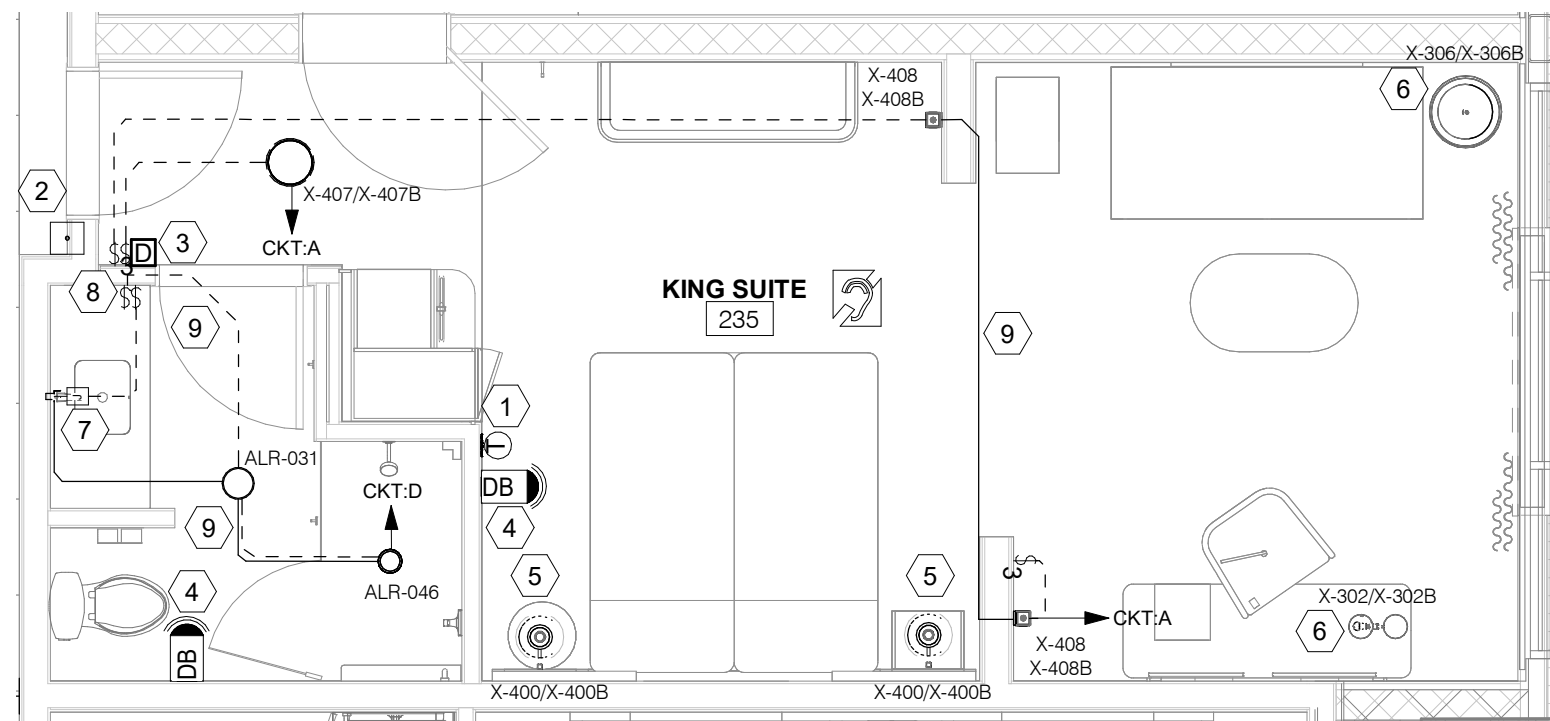 X-306/X-306B
X-408
X-408B
6
2
X-407/X-407B
D
3
CKT:A
$$
3
8
$$
KING SUITE
235
9
9
7
1
ALR-031
CKT:D
DB
4
9
ALR-046
4
DB
5
5
$
3
CKT:A
X-408
X-408B
X-302/X-302B
6
X-400/X-400B
X-400/X-400B